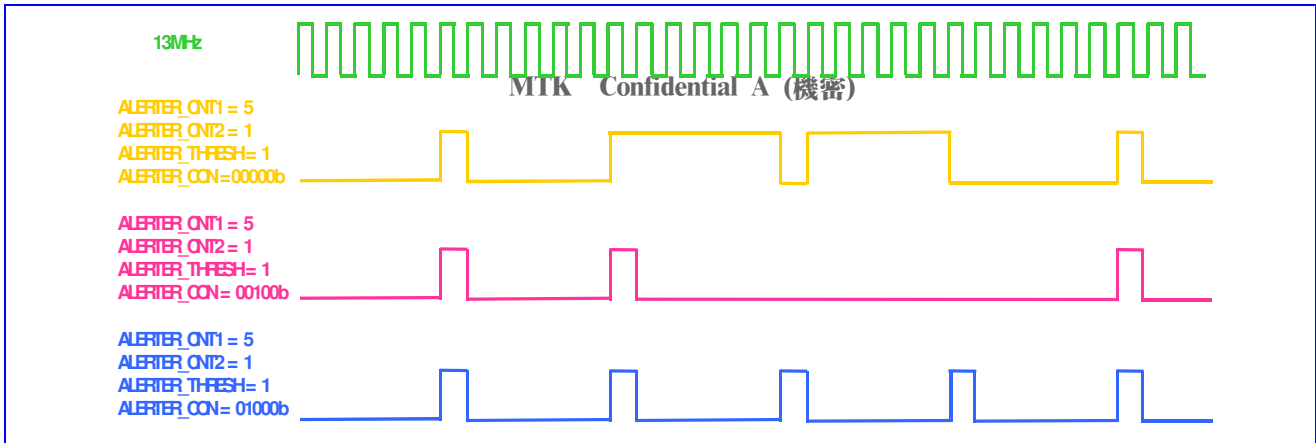 13MHz
MTK Confidential A (機密)
ALERTER_CNT1 = 5
ALERTER_CNT2 = 1
ALERTER_THRESH = 1
ALERTER_CON = 00000b
ALERTER_CNT1 = 5
ALERTER_CNT2 = 1
ALERTER_THRESH = 1
ALERTER_CON = 00100b
ALERTER_CNT1 = 5
ALERTER_CNT2 = 1
ALERTER_THRESH = 1
ALERTER_CON = 01000b